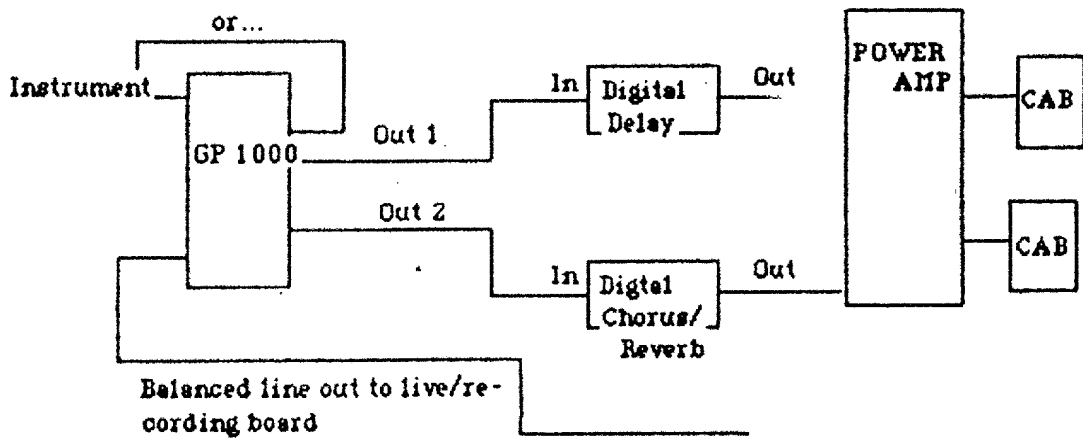 or...
Instrument
GP 1000
Out 1
Out 2
In
Digital
Delay
Out
In
Digtal
Chorus/
Reverb
Out
POWER
AMP
CAB
CAB
Balanced line out to live/re-
cording board